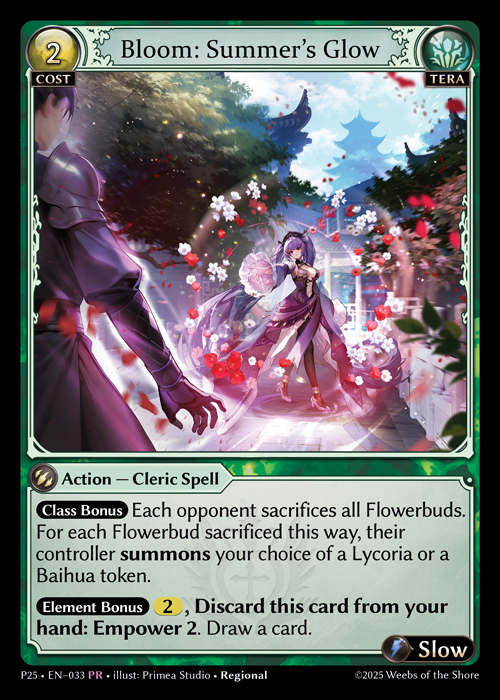 2
Bloom: Summer's Glow
COST
TERA
Action — Cleric Spell
Class Bonus Each opponent sacrifices all Flowerbuds.
For each Flowerbud sacrificed this way, their
controller summons your choice of a Lycoria or a
Baihua token.
Element Bonus 2, Discard this card from your
hand: Empower 2. Draw a card.
Slow
P25 • EN–033 PR • illust: Primea Studio • Regional
©2025 Weebs of the Shore